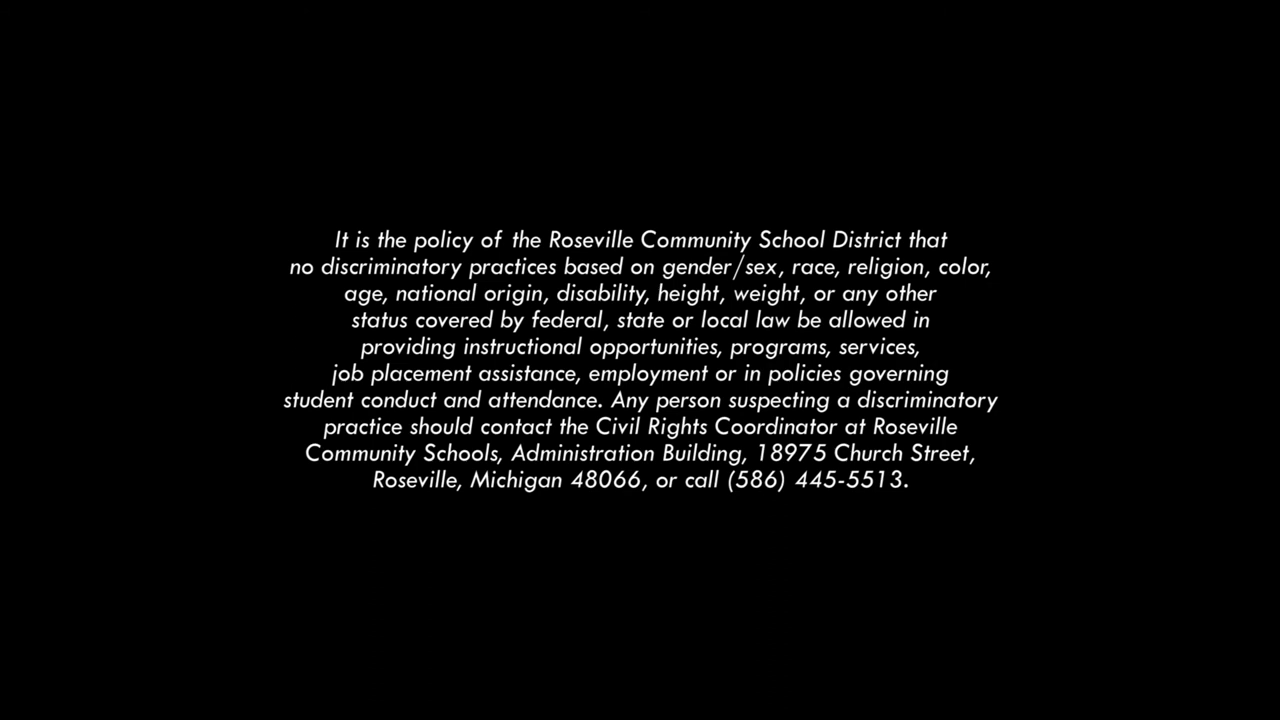 It is the policy of the Roseville Community School District that
no discriminatory practices based on gender/sex, race, religion, color,
age, national origin, disability, height, weight, or any other
status covered by federal, state or local law be allowed in
providing instructional opportunities, programs, services,
job placement assistance, employment or in policies governing
student conduct and attendance. Any person suspecting a discriminatory
practice should contact the Civil Rights Coordinator at Roseville
Community Schools, Administration Building, 18975 Church Street,
Roseville, Michigan 48066, or call (586) 445-5513.